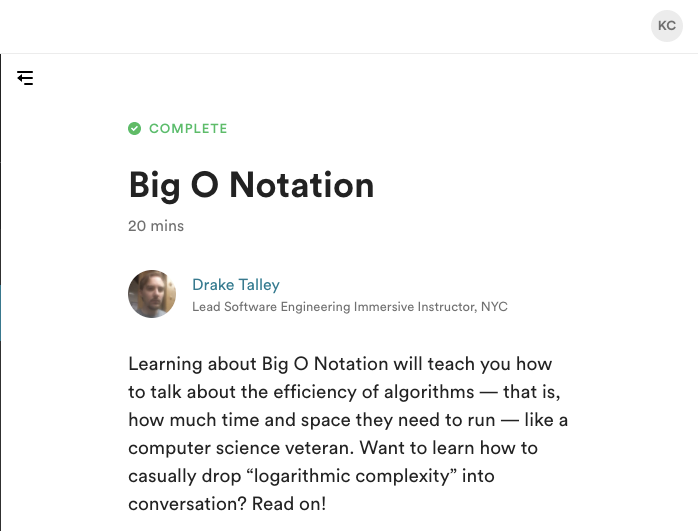 KC
COMPLETE
Big O Notation
20 mins
Drake Talley
Lead Software Engineering Immersive Instructor, NYC
Learning about Big O Notation will teach you how
to talk about the efficiency of algorithms — that is,
how much time and space they need to run — like a
computer science veteran. Want to learn how to
casually drop “logarithmic complexity” into
conversation? Read on!